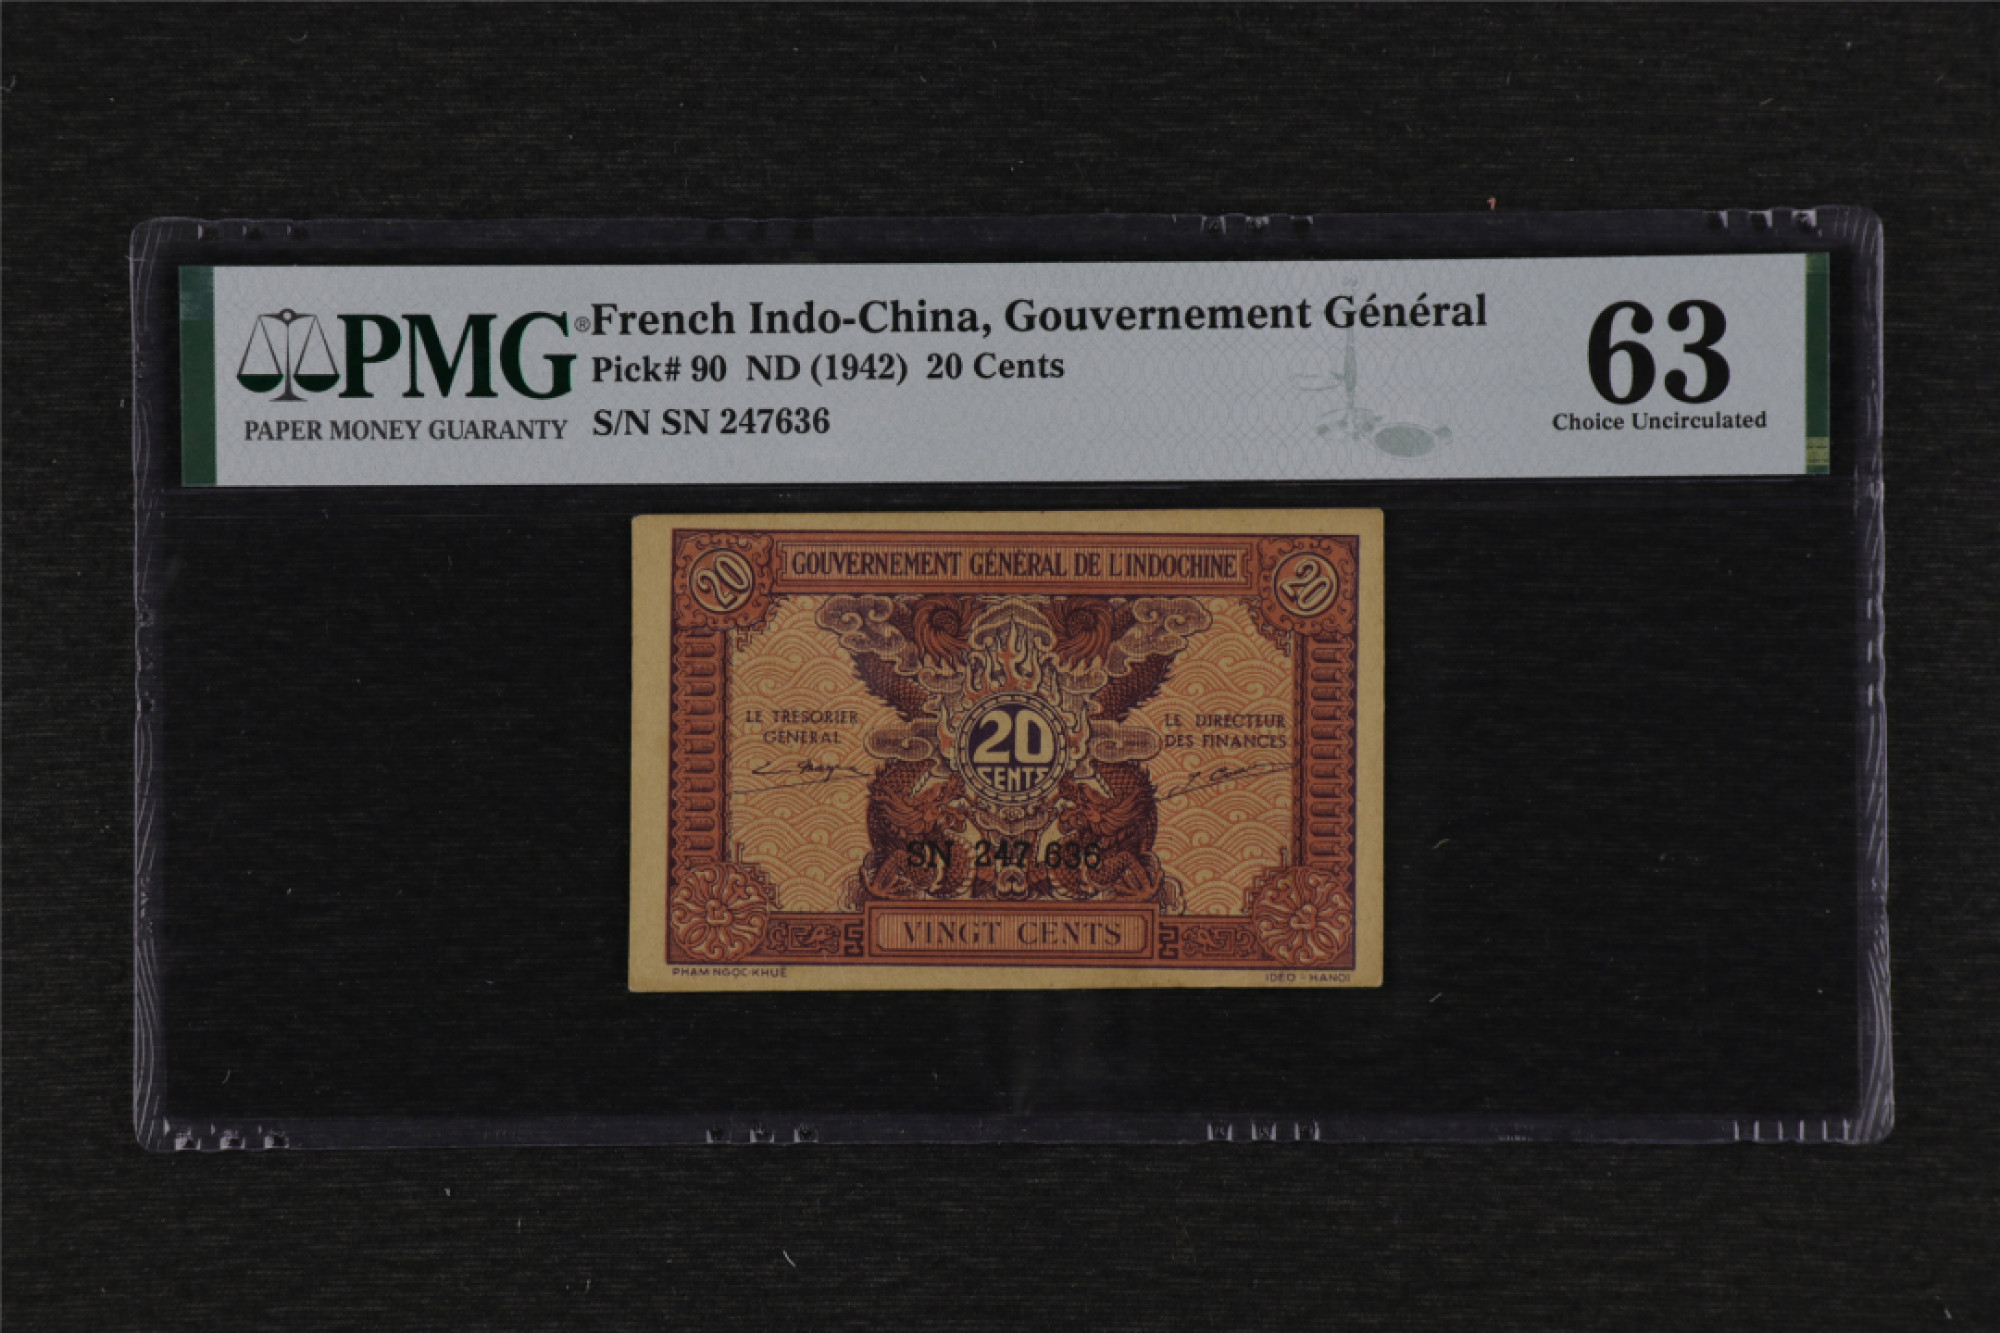 PMG®
PAPER MONEY GUARANTY
French Indo-China, Gouvernement Général
Pick# 90 ND (1942) 20 Cents
S/N SN 247636
63
Choice Uncirculated
20
GOUVERNEMENT GÉNÉRAL DE L'INDOCHINE
20
LE TRESORIER
GENERAL
20
CENTS
LE DIRECTEUR
DES FINANCES
SN 247.636
VINGT CENTS
PHAM NGỌC-KHUÊ
IDEO - HANOI